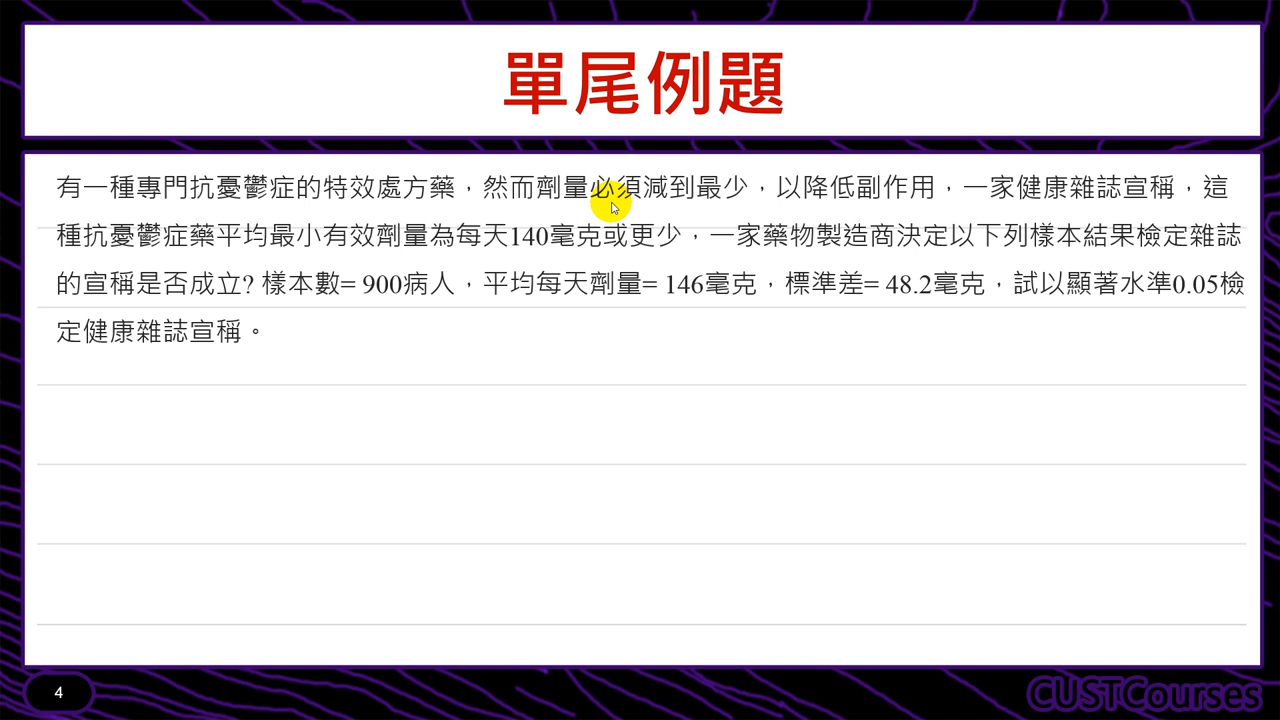 單尾例題
有一種專門抗憂鬱症的特效處方藥，然而劑量必須減到最少，以降低副作用，一家健康雜誌宣稱，這
種抗憂鬱症藥平均最小有效劑量為每天140毫克或更少，一家藥物製造商決定以下列樣本結果檢定雜誌
的宣稱是否成立? 樣本數= 900病人，平均每天劑量= 146毫克，標準差= 48.2毫克，試以顯著水準0.05檢
定健康雜誌宣稱。
4
CUSTCourses